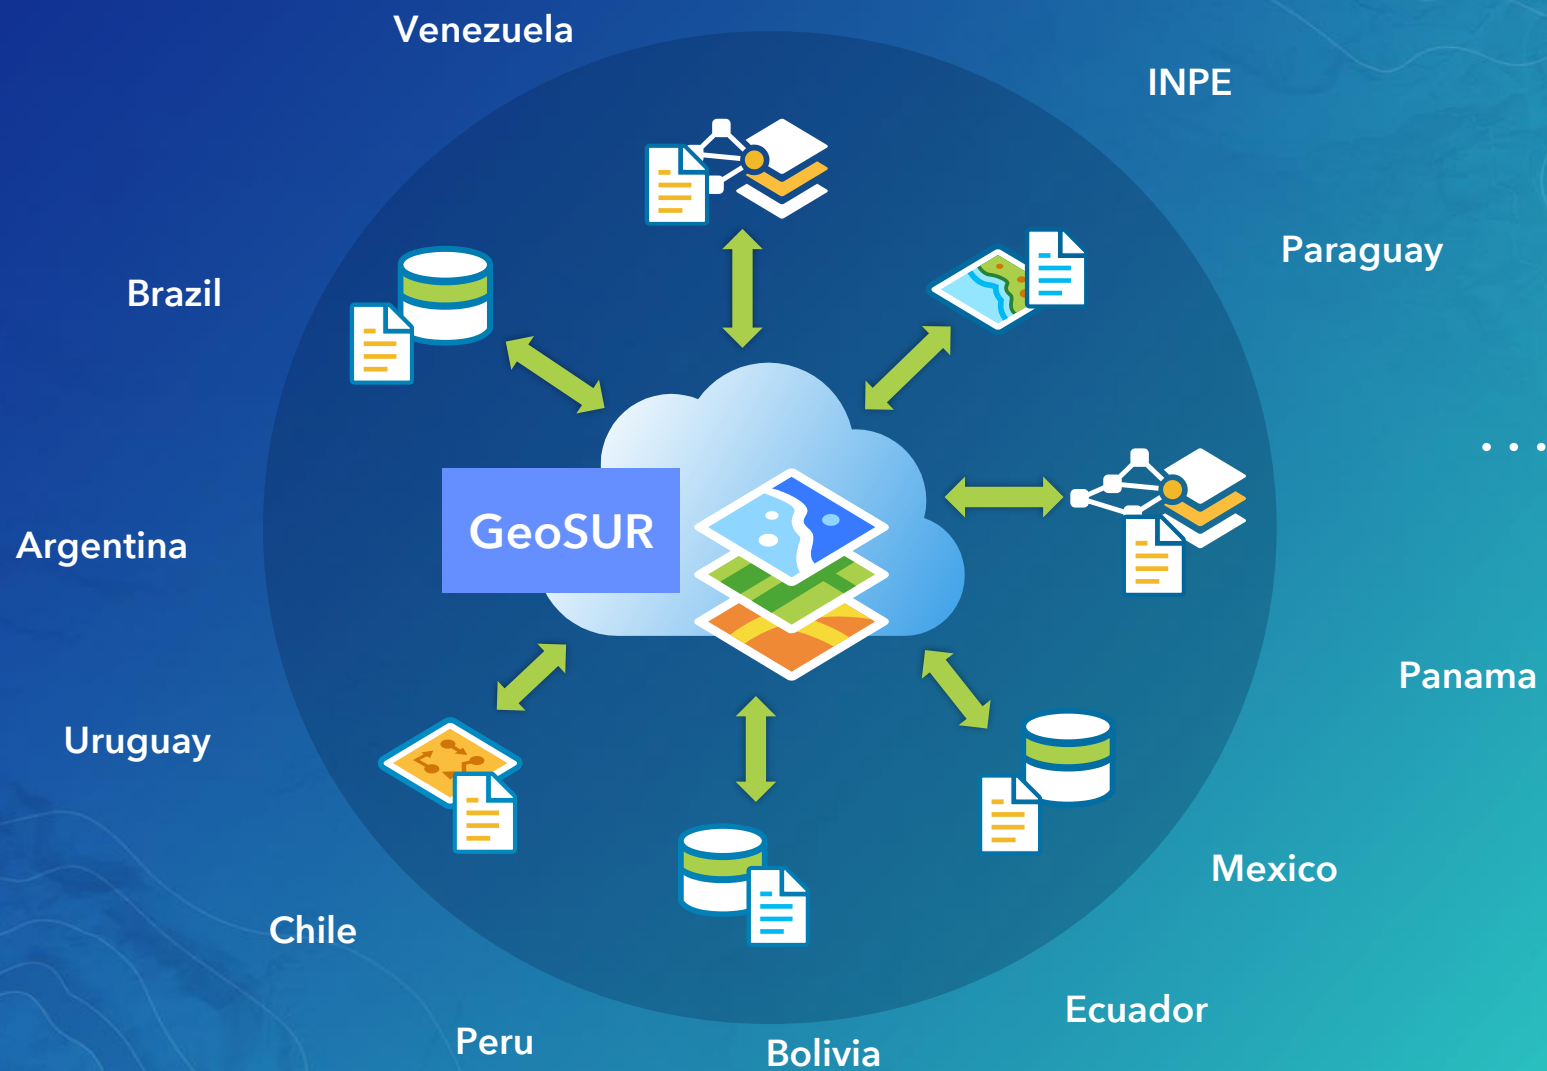 Venezuela
INPE
Paraguay
Brazil
. . .
GeoSUR
Argentina
Panama
Uruguay
Mexico
Chile
Ecuador
Peru
Bolivia